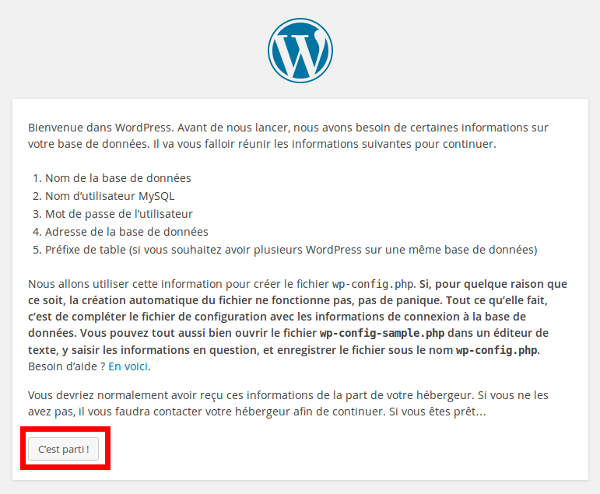 Bienvenue dans WordPress. Avant de nous lancer, nous avons besoin de certaines informations sur
votre base de données. Il va vous falloir réunir les informations suivantes pour continuer.
1. Nom de la base de données
2. Nom d’utilisateur MySQL
3. Mot de passe de l’utilisateur
4. Adresse de la base de données
5. Préfixe de table (si vous souhaitez avoir plusieurs WordPress sur une même base de données)
Nous allons utiliser cette information pour créer le fichier wp-config.php. Si, pour quelque raison que
ce soit, la création automatique du fichier ne fonctionne pas, pas de panique. Tout ce qu’elle fait,
c’est de compléter le fichier de configuration avec les informations de connexion à la base de
données. Vous pouvez tout aussi bien ouvrir le fichier wp-config-sample.php dans un éditeur de
texte, y saisir les informations en question, et enregistrer le fichier sous le nom wp-config.php.
Besoin d’aide ? En voici.
Vous devriez normalement avoir reçu ces informations de la part de votre hébergeur. Si vous ne les
avez pas, il vous faudra contacter votre hébergeur afin de continuer. Si vous êtes prêt…
C’est parti !